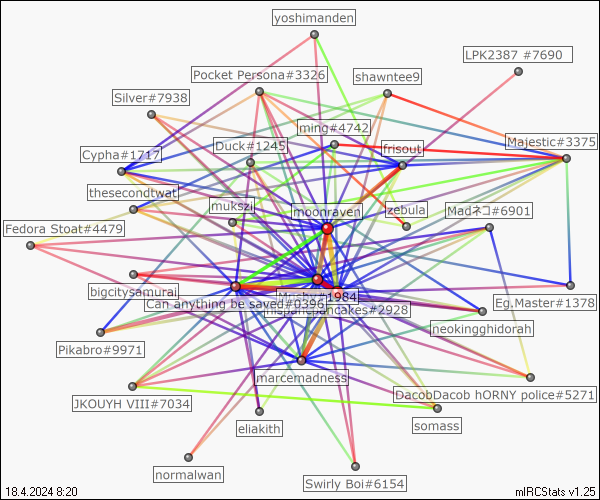 yoshimanden
LPK2387 #7690
Pocket Persona#3326
shawntee9
Silver#7938
ming#4742
Duck#1245
frisout
Majestic#3375
Cypha#1717
thesecondtwat
mukszi
moonraven
zebula
Madネコ#6901
Fedora Stoat#4479
bigcitysamurai
Can anything be saved#0396
#1984
hispanicpancakes#2928
Eg.Master#1378
neokingghidorah
Pikabro#9971
marcemadness
JKOUYH VIII#7034
DacobDacob hORNY police#5271
somass
eliakith
normalwan
Swirly Boi#6154
18.4.2024 8:20
mIRCStats v1.25